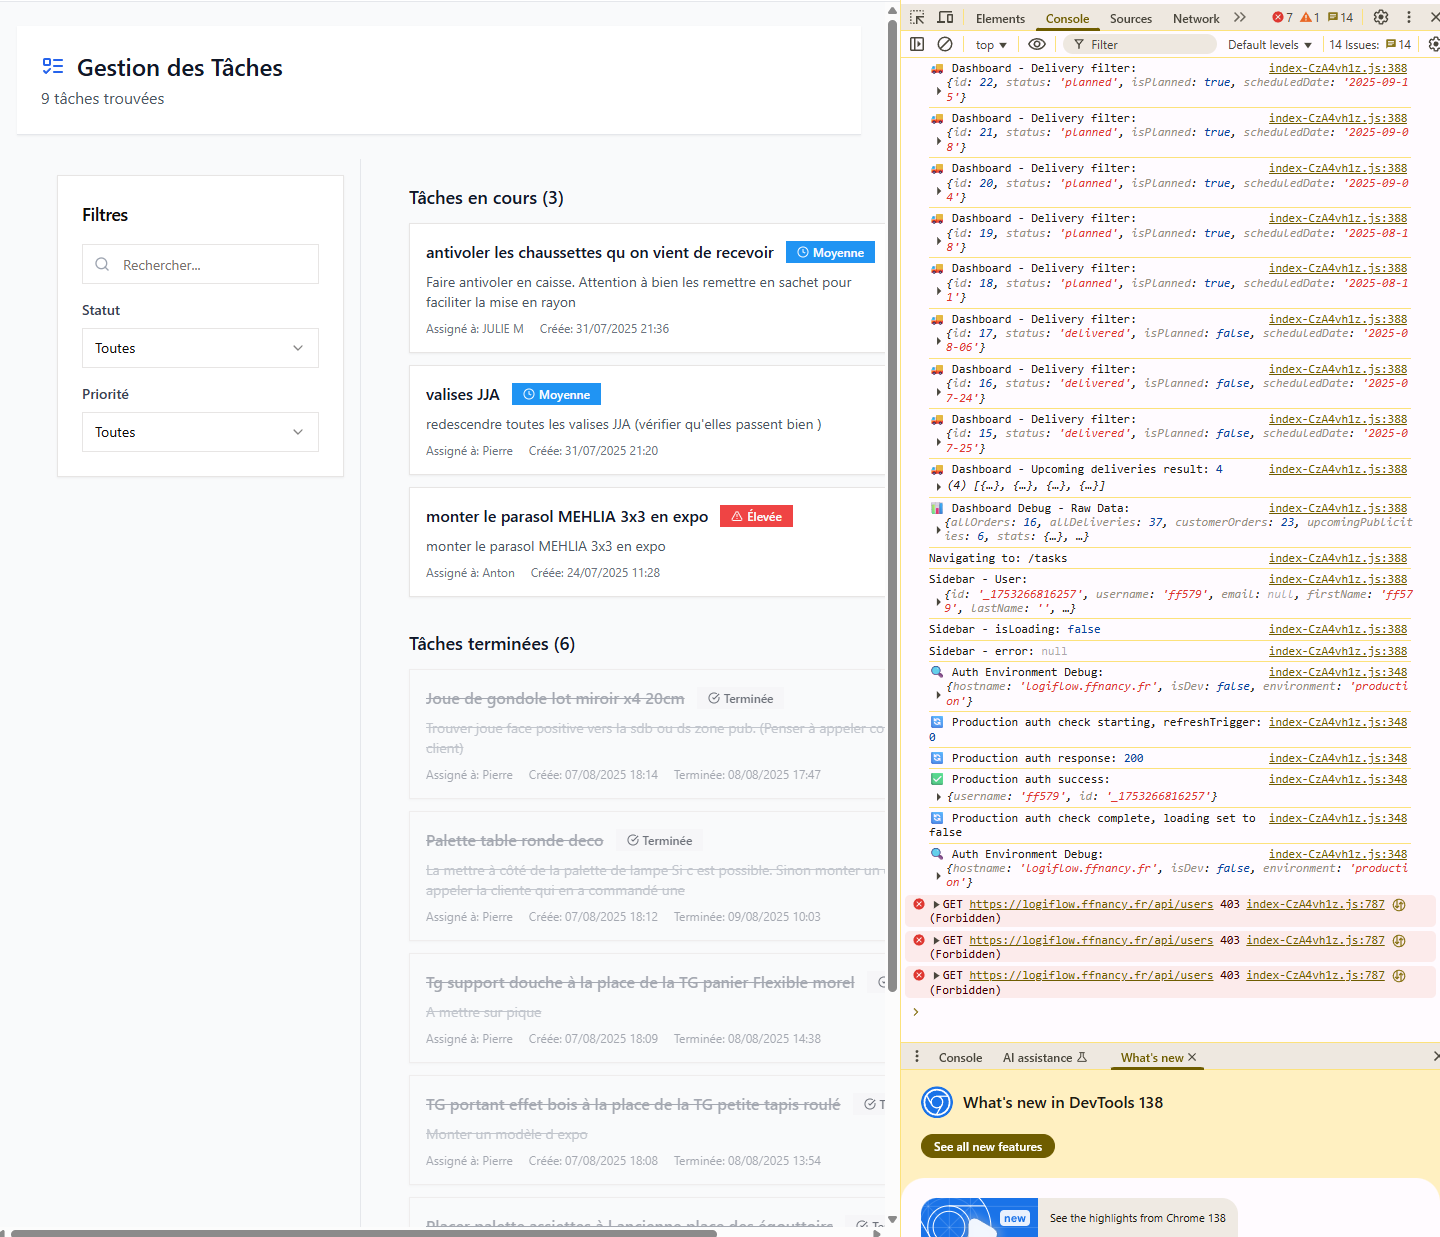 Gestion des Tâches
9 tâches trouvées
Filtres
Rechercher...
Statut
Toutes
Priorité
Toutes
Tâches en cours (3)
antivoler les chaussettes qu on vient de recevoir
Moyenne
Faire antivoler en caisse. Attention à bien les remettre en sachet pour
faciliter la mise en rayon
Assigné à: JULIE M Créée: 31/07/2025 21:36
valises JJA
Moyenne
redescendre toutes les valises JJA (vérifier qu'elles passent bien )
Assigné à: Pierre Créée: 31/07/2025 21:20
monter le parasol MEHLIA 3x3 en expo
Élevée
monter le parasol MEHLIA 3x3 en expo
Assigné à: Anton Créée: 24/07/2025 11:28
Tâches terminées (6)
Joue de gondole lot miroir x4 20cm
Terminée
Trouver joue face positive vers la sdb ou ds zone pub. (Penser à appeler co
client)
Assigné à: Pierre Créée: 07/08/2025 18:14 Terminée: 08/08/2025 17:47
Palette table ronde deco
Terminée
La mettre à côté de la palette de lampe Si c est possible. Sinon monter un
appeler la cliente qui en a commandé une
Assigné à: Pierre Créée: 07/08/2025 18:12 Terminée: 09/08/2025 10:03
Tg support douche à la place de la TG panier Flexible morel
A mettre sur pique
Assigné à: Pierre Créée: 07/08/2025 18:09 Terminée: 08/08/2025 14:38
TG portant effet bois à la place de la TG petite tapis roulé
T
Monter un modèle d expo
Assigné à: Pierre Créée: 07/08/2025 18:08 Terminée: 08/08/2025 13:54
Placer palette assiettes à l ancienne place des égouttoirs
Te
Elements Console Sources Network 7 1 14
top Filter Default levels 14 Issues: 14
Dashboard - Delivery filter: index-CzA4vh1z.js:388
{id: 22, status: 'planned', isPlanned: true, scheduledDate: '2025-09-1
5'}
Dashboard - Delivery filter: index-CzA4vh1z.js:388
{id: 21, status: 'planned', isPlanned: true, scheduledDate: '2025-09-0
8'}
Dashboard - Delivery filter: index-CzA4vh1z.js:388
{id: 20, status: 'planned', isPlanned: true, scheduledDate: '2025-09-0
4'}
Dashboard - Delivery filter: index-CzA4vh1z.js:388
{id: 19, status: 'planned', isPlanned: true, scheduledDate: '2025-08-1
8'}
Dashboard - Delivery filter: index-CzA4vh1z.js:388
{id: 18, status: 'planned', isPlanned: true, scheduledDate: '2025-08-1
1'}
Dashboard - Delivery filter: index-CzA4vh1z.js:388
{id: 17, status: 'delivered', isPlanned: false, scheduledDate: '2025-0
8-06'}
Dashboard - Delivery filter: index-CzA4vh1z.js:388
{id: 16, status: 'delivered', isPlanned: false, scheduledDate: '2025-0
7-24'}
Dashboard - Delivery filter: index-CzA4vh1z.js:388
{id: 15, status: 'delivered', isPlanned: false, scheduledDate: '2025-0
7-25'}
Dashboard - Upcoming deliveries result: 4 index-CzA4vh1z.js:388
(4) [{…}, {…}, {…}, {…}]
Dashboard Debug - Raw Data: index-CzA4vh1z.js:388
{allOrders: 16, allDeliveries: 37, customerOrders: 23, upcomingPublicit
ies: 6, stats: {…}, …}
Navigating to: /tasks index-CzA4vh1z.js:388
Sidebar - User: index-CzA4vh1z.js:388
{id: '_1753266816257', username: 'ff579', email: null, firstName: 'ff57
9', lastName: '', …}
Sidebar - isLoading: false index-CzA4vh1z.js:388
Sidebar - error: null index-CzA4vh1z.js:388
Auth Environment Debug: index-CzA4vh1z.js:348
{hostname: 'logiflow.ffnancy.fr', isDev: false, environment: 'producti
on'}
Production auth check starting, refreshTrigger: index-CzA4vh1z.js:348
0
Production auth response: 200 index-CzA4vh1z.js:348
Production auth success: index-CzA4vh1z.js:348
{username: 'ff579', id: '_1753266816257'}
Production auth check complete, loading set to index-CzA4vh1z.js:348
false
Auth Environment Debug: index-CzA4vh1z.js:348
{hostname: 'logiflow.ffnancy.fr', isDev: false, environment: 'producti
on'}
GET https://logiflow.ffnancy.fr/api/users 403 index-CzA4vh1z.js:787
(Forbidden)
GET https://logiflow.ffnancy.fr/api/users 403 index-CzA4vh1z.js:787
(Forbidden)
GET https://logiflow.ffnancy.fr/api/users 403 index-CzA4vh1z.js:787
(Forbidden)
Console AI assistance What's new
What's new in DevTools 138
See all new features
new
See the highlights from Chrome 138